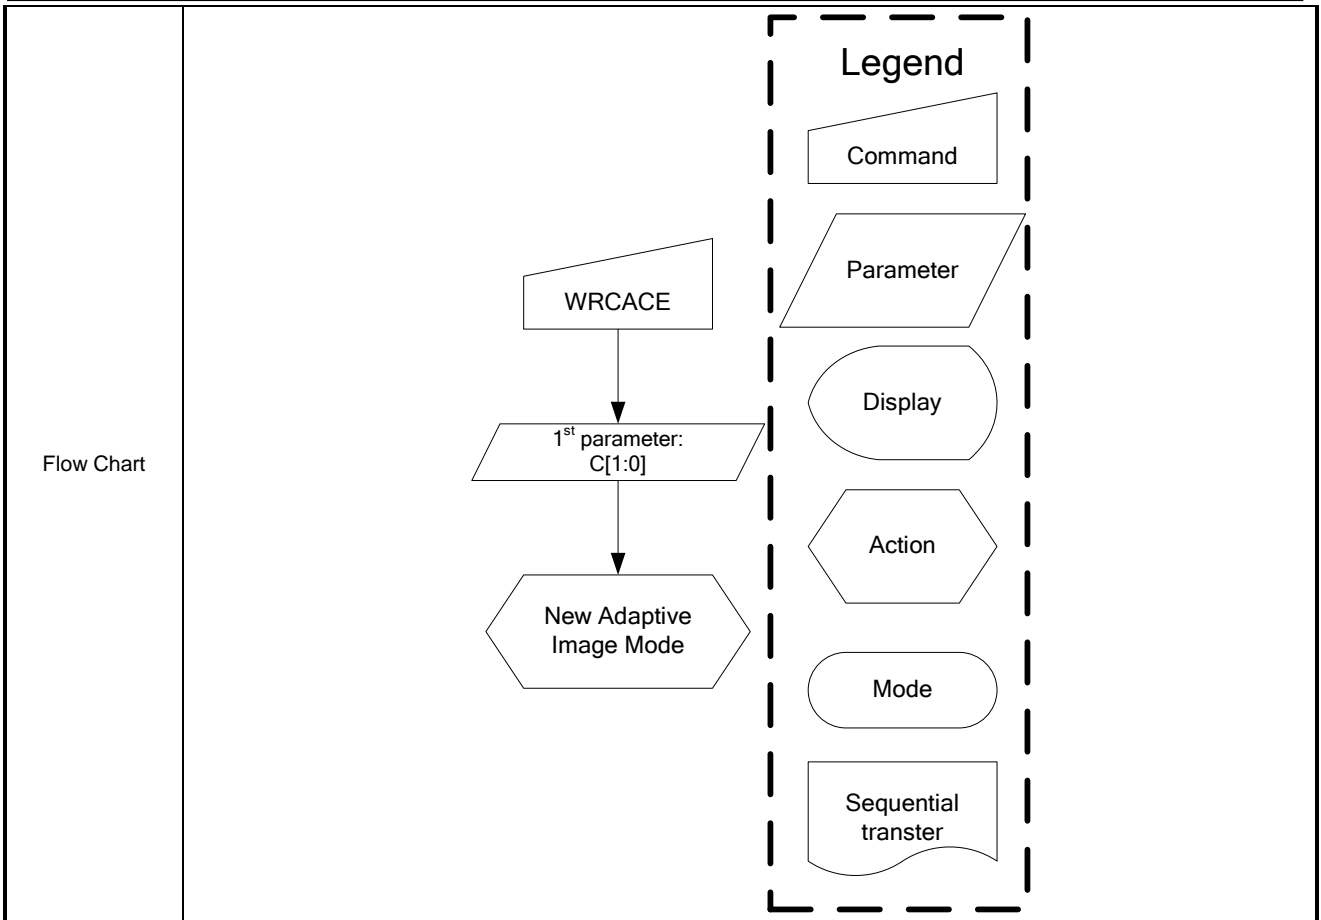 Flow Chart
WRCACE
1st parameter:
C[1:0]
New Adaptive
Image Mode
Legend
Command
Parameter
Display
Action
Mode
Sequential
transter